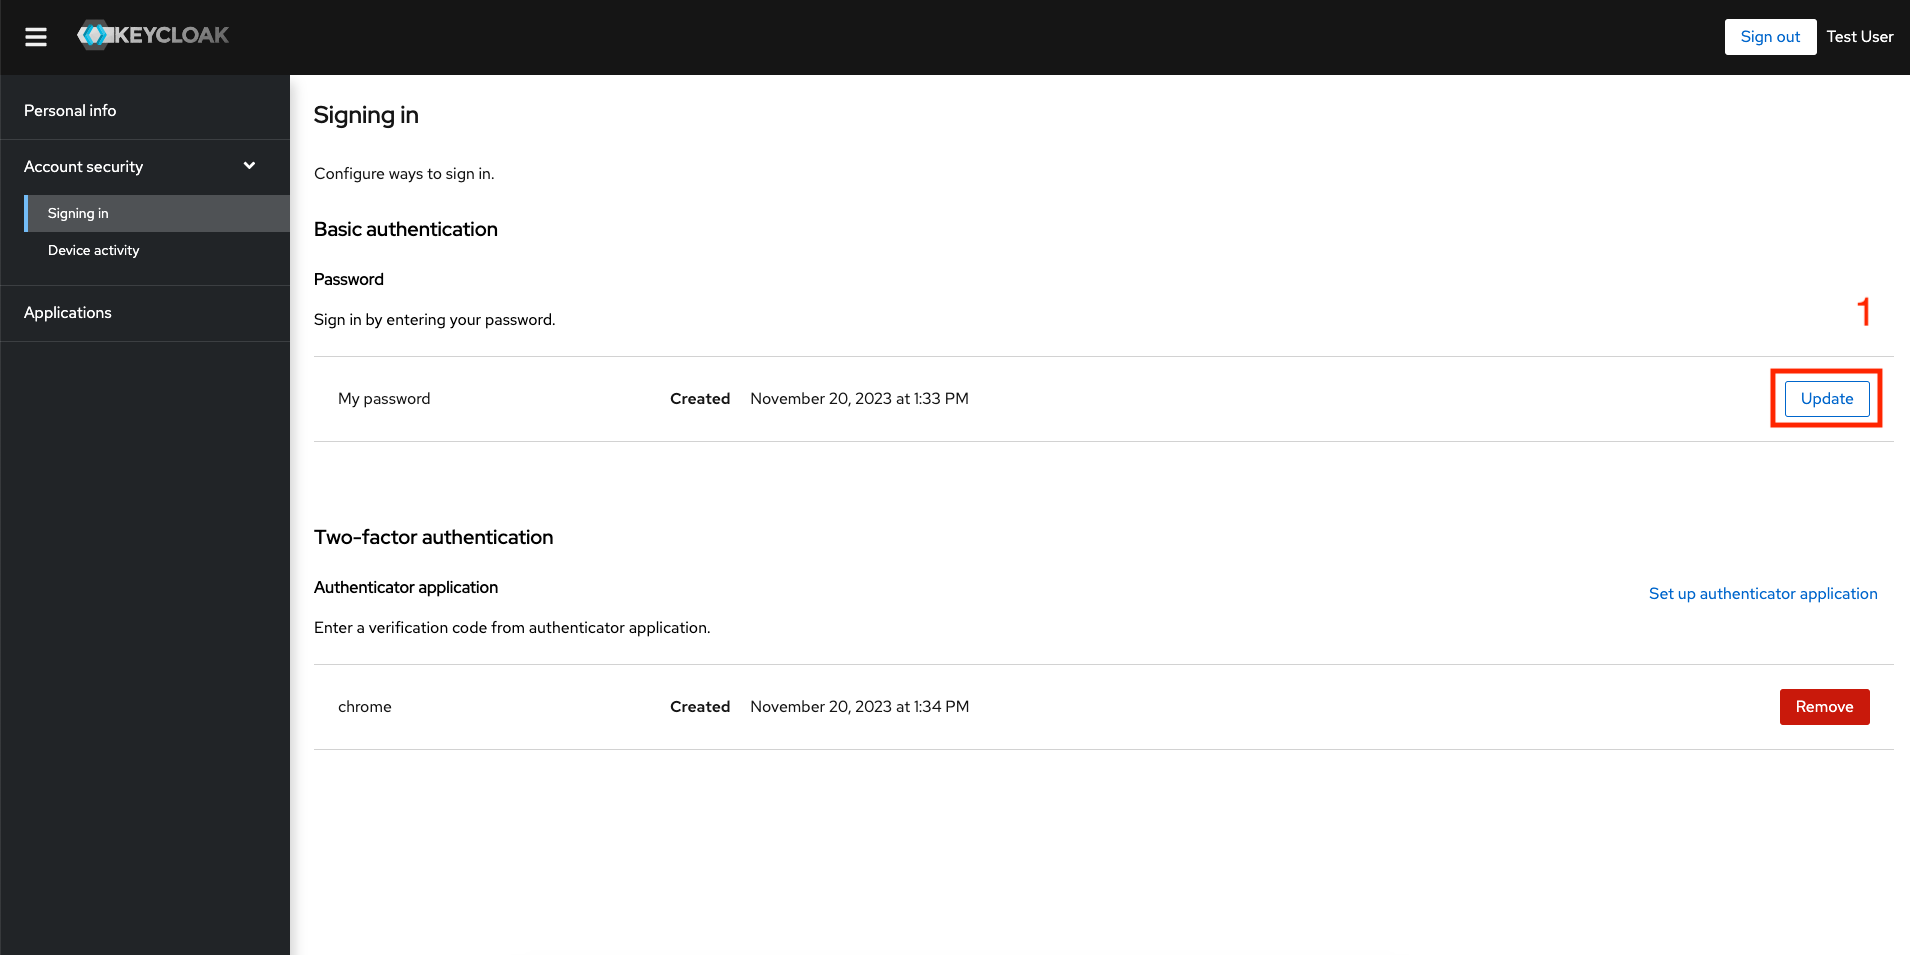 KEYCLOAK
Sign out Test User
Personal info
Account security
Signing in
Device activity
Applications
Signing in
Configure ways to sign in.
Basic authentication
Password
Sign in by entering your password.
1
My password Created November 20, 2023 at 1:33 PM Update
Two-factor authentication
Authenticator application
Set up authenticator application
Enter a verification code from authenticator application.
chrome Created November 20, 2023 at 1:34 PM Remove